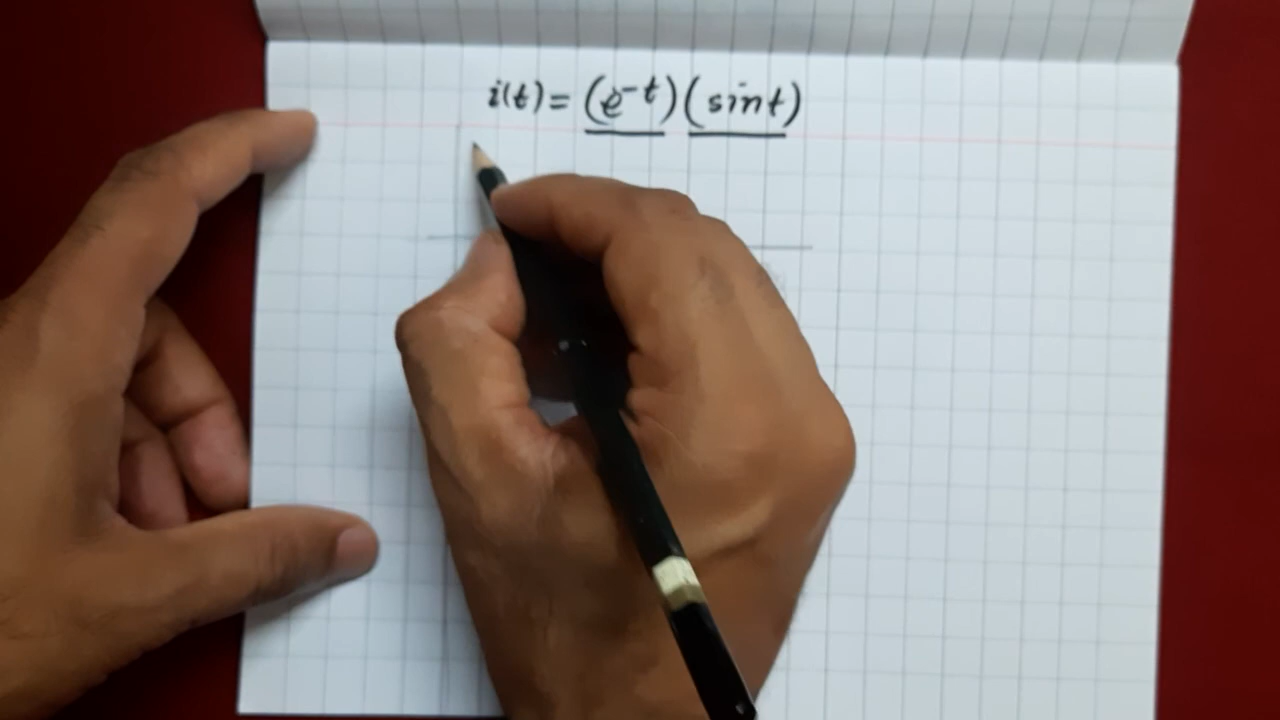 i(t) = (e^-t)(sint)